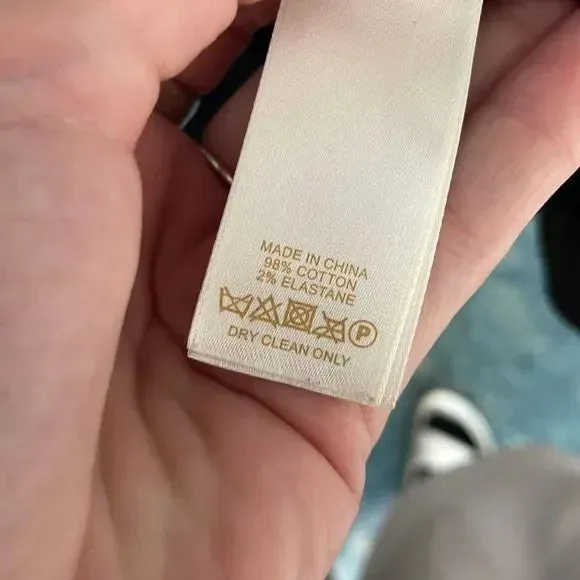 MADE IN CHINA
98% COTTON
2% ELASTANE
P
DRY CLEAN ONLY